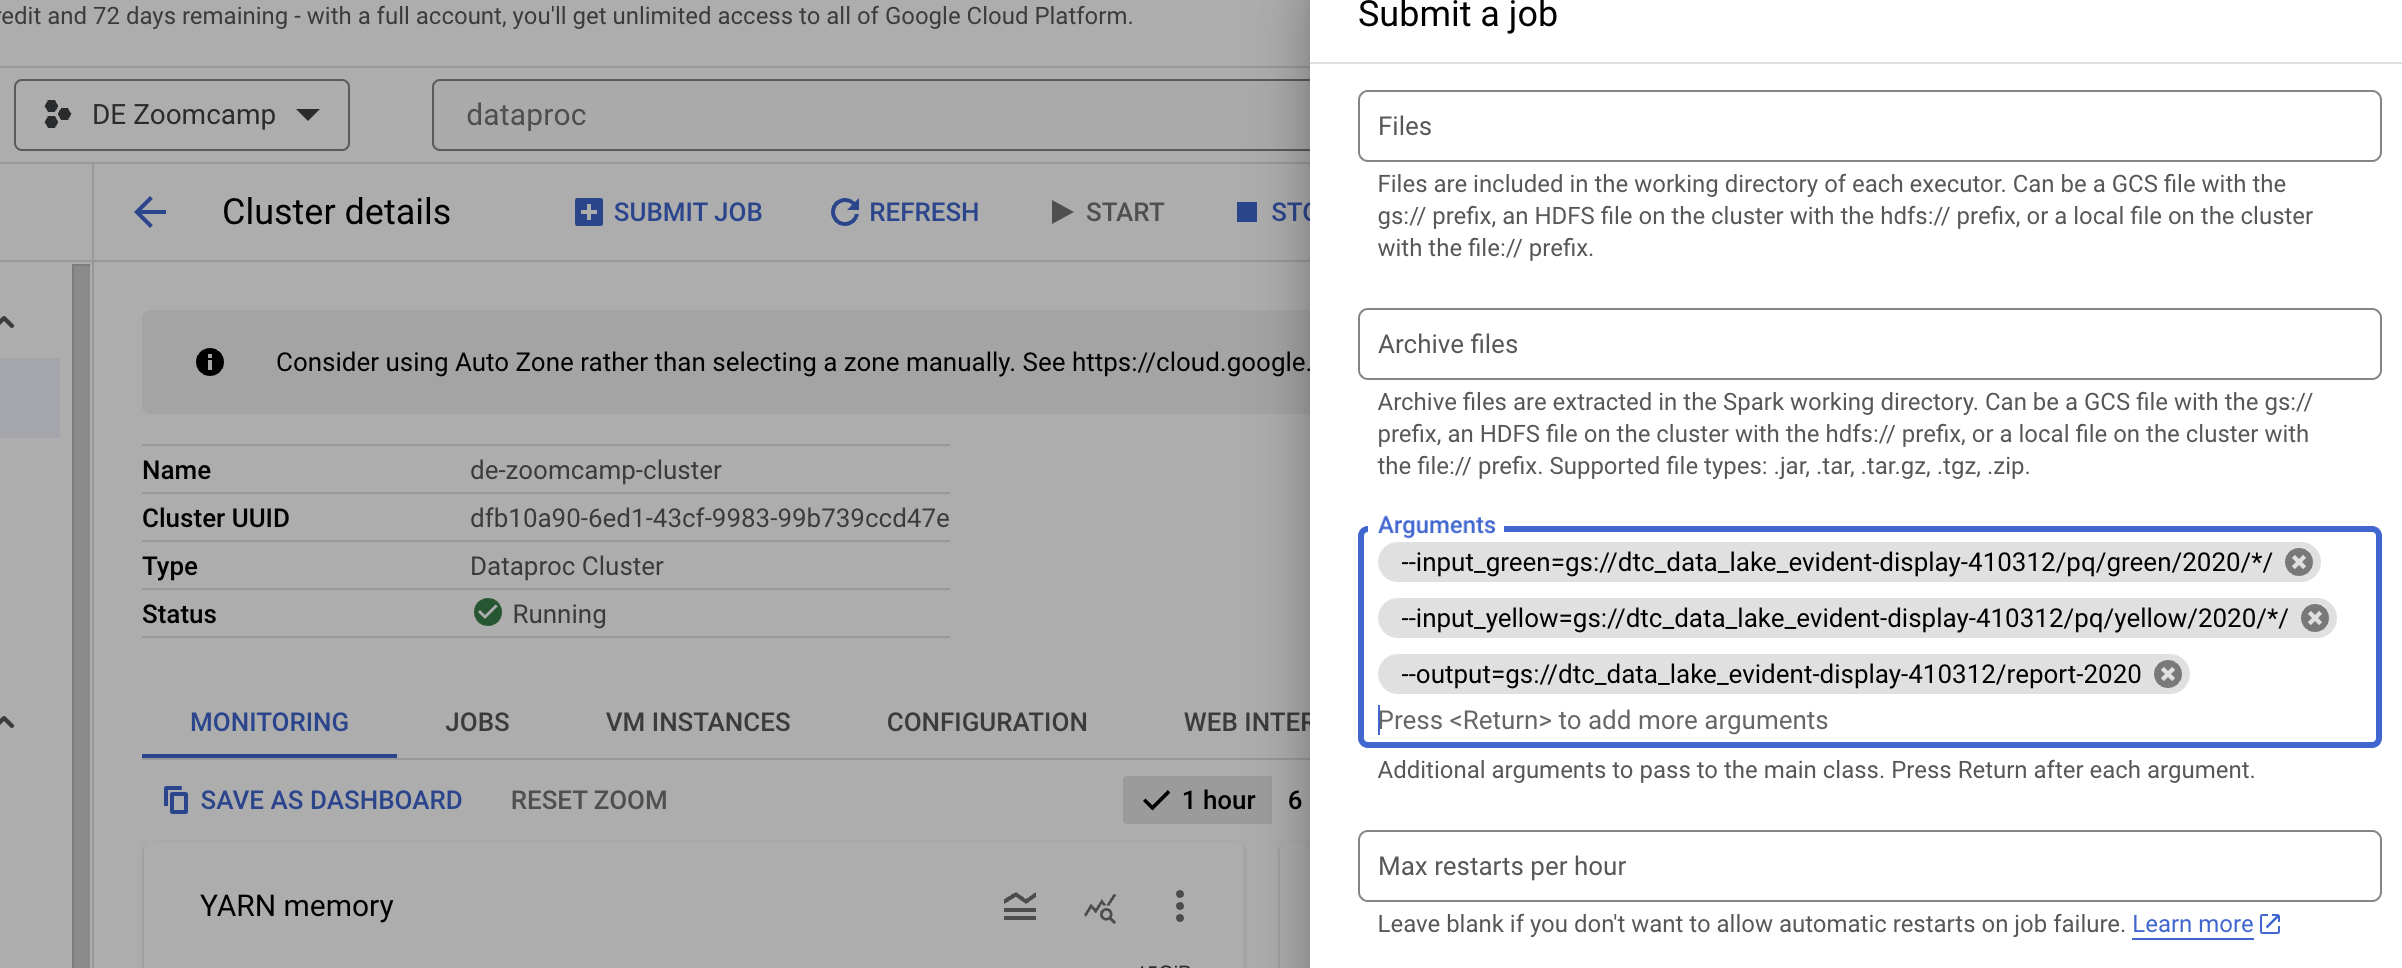 edit and 72 days remaining - with a full account, you'll get unlimited access to all of Google Cloud Platform.
DE Zoomcamp
dataproc
Cluster details
SUBMIT JOB
REFRESH
START
STO
Consider using Auto Zone rather than selecting a zone manually. See https://cloud.google.
Name de-zoomcamp-cluster
Cluster UUID dfb10a90-6ed1-43cf-9983-99b739ccd47e
Type Dataproc Cluster
Status Running
MONITORING
JOBS
VM INSTANCES
CONFIGURATION
WEB INTER
SAVE AS DASHBOARD
RESET ZOOM
1 hour
6
YARN memory
Submit a job
Files
Files are included in the working directory of each executor. Can be a GCS file with the
gs:// prefix, an HDFS file on the cluster with the hdfs:// prefix, or a local file on the cluster
with the file:// prefix.
Archive files
Archive files are extracted in the Spark working directory. Can be a GCS file with the gs://
prefix, an HDFS file on the cluster with the hdfs:// prefix, or a local file on the cluster with
the file:// prefix. Supported file types: .jar, .tar, .tar.gz, .tgz, .zip.
Arguments
--input_green=gs://dtc_data_lake_evident-display-410312/pq/green/2020/*/
--input_yellow=gs://dtc_data_lake_evident-display-410312/pq/yellow/2020/*/
--output=gs://dtc_data_lake_evident-display-410312/report-2020
Press <Return> to add more arguments
Additional arguments to pass to the main class. Press Return after each argument.
Max restarts per hour
Leave blank if you don't want to allow automatic restarts on job failure. Learn more